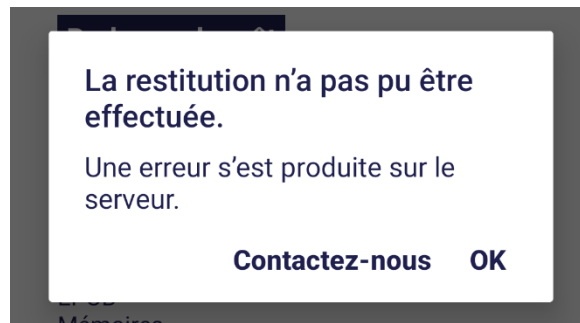 La restitution n’a pas pu être
effectuée.
Une erreur s’est produite sur le
serveur.
Contactez-nous OK